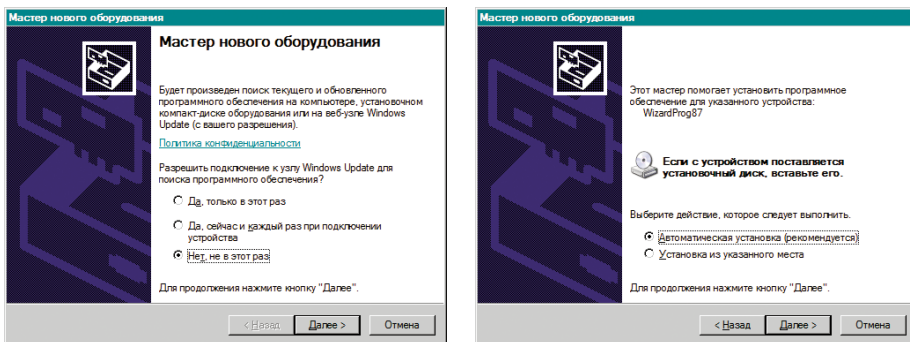 Мастер нового оборудования
Мастер нового оборудования
Будет произведен поиск текущего и обновленного
программного обеспечения на компьютере, установочном
компакт-диске оборудования или на веб-узле Windows
Update (с вашего разрешения).
Политика конфиденциальности
Разрешить подключение к узлу Windows Update для
поиска программного обеспечения?
Да, только в этот раз
Да, сейчас и каждый раз при подключении
устройства
Нет, не в этот раз
Для продолжения нажмите кнопку "Далее".
< Назад
Далее >
Отмена
Мастер нового оборудования
Этот мастер помогает установить программное
обеспечение для указанного устройства:
WizardProg87
Если с устройством поставляется
установочный диск, вставьте его.
Выберите действие, которое следует выполнить.
Автоматическая установка (рекомендуется)
Установка из указанного места
Для продолжения нажмите кнопку "Далее".
< Назад
Далее >
Отмена